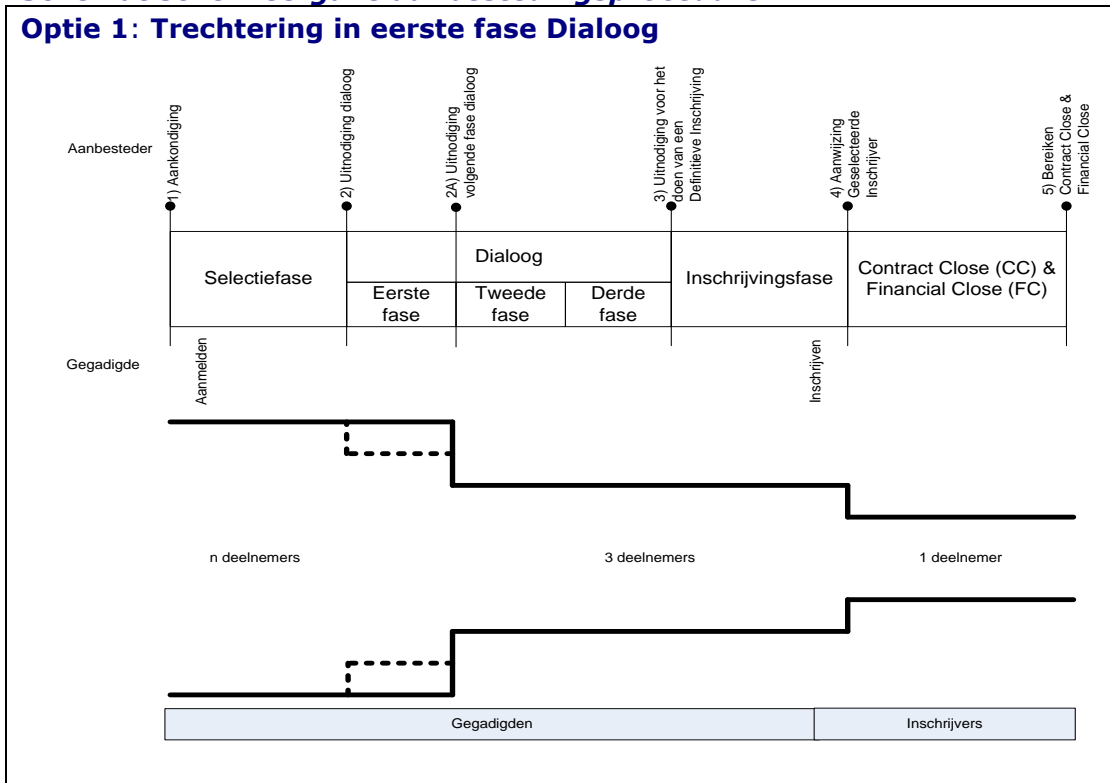 Optie 1: Trechtering in eerste fase Dialoog
Aanbesteder
1) Aankondiging
2) Uitnodiging dialoog
2A) Uitnodiging
volgende fase dialoog
3) Uitnodiging voor het
doen van een
Definitieve Inschrijving
4) Aanwijzing
Geselecteerde
Inschrijver
5) Bereiken
Contract Close &
Financial Close
Selectiefase
Dialoog
Eerste
fase
Tweede
fase
Derde
fase
Inschrijvingsfase
Contract Close (CC) &
Financial Close (FC)
Gegadigde
Aanmelden
Inschrijven
n deelnemers
3 deelnemers
1 deelnemer
Gegadigden
Inschrijvers